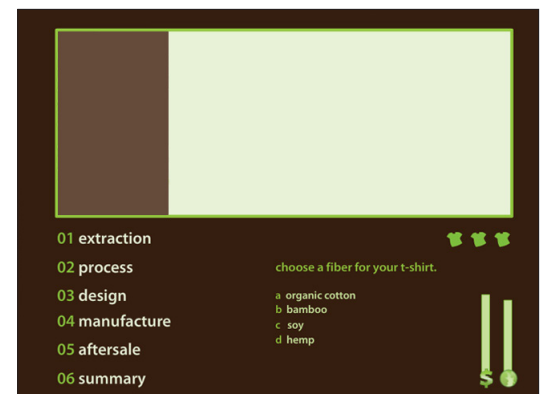 01 extraction
02 process
03 design
04 manufacture
05 aftersale
06 summary
choose a fiber for your t-shirt.
a organic cotton
b bamboo
c soy
d hemp
$